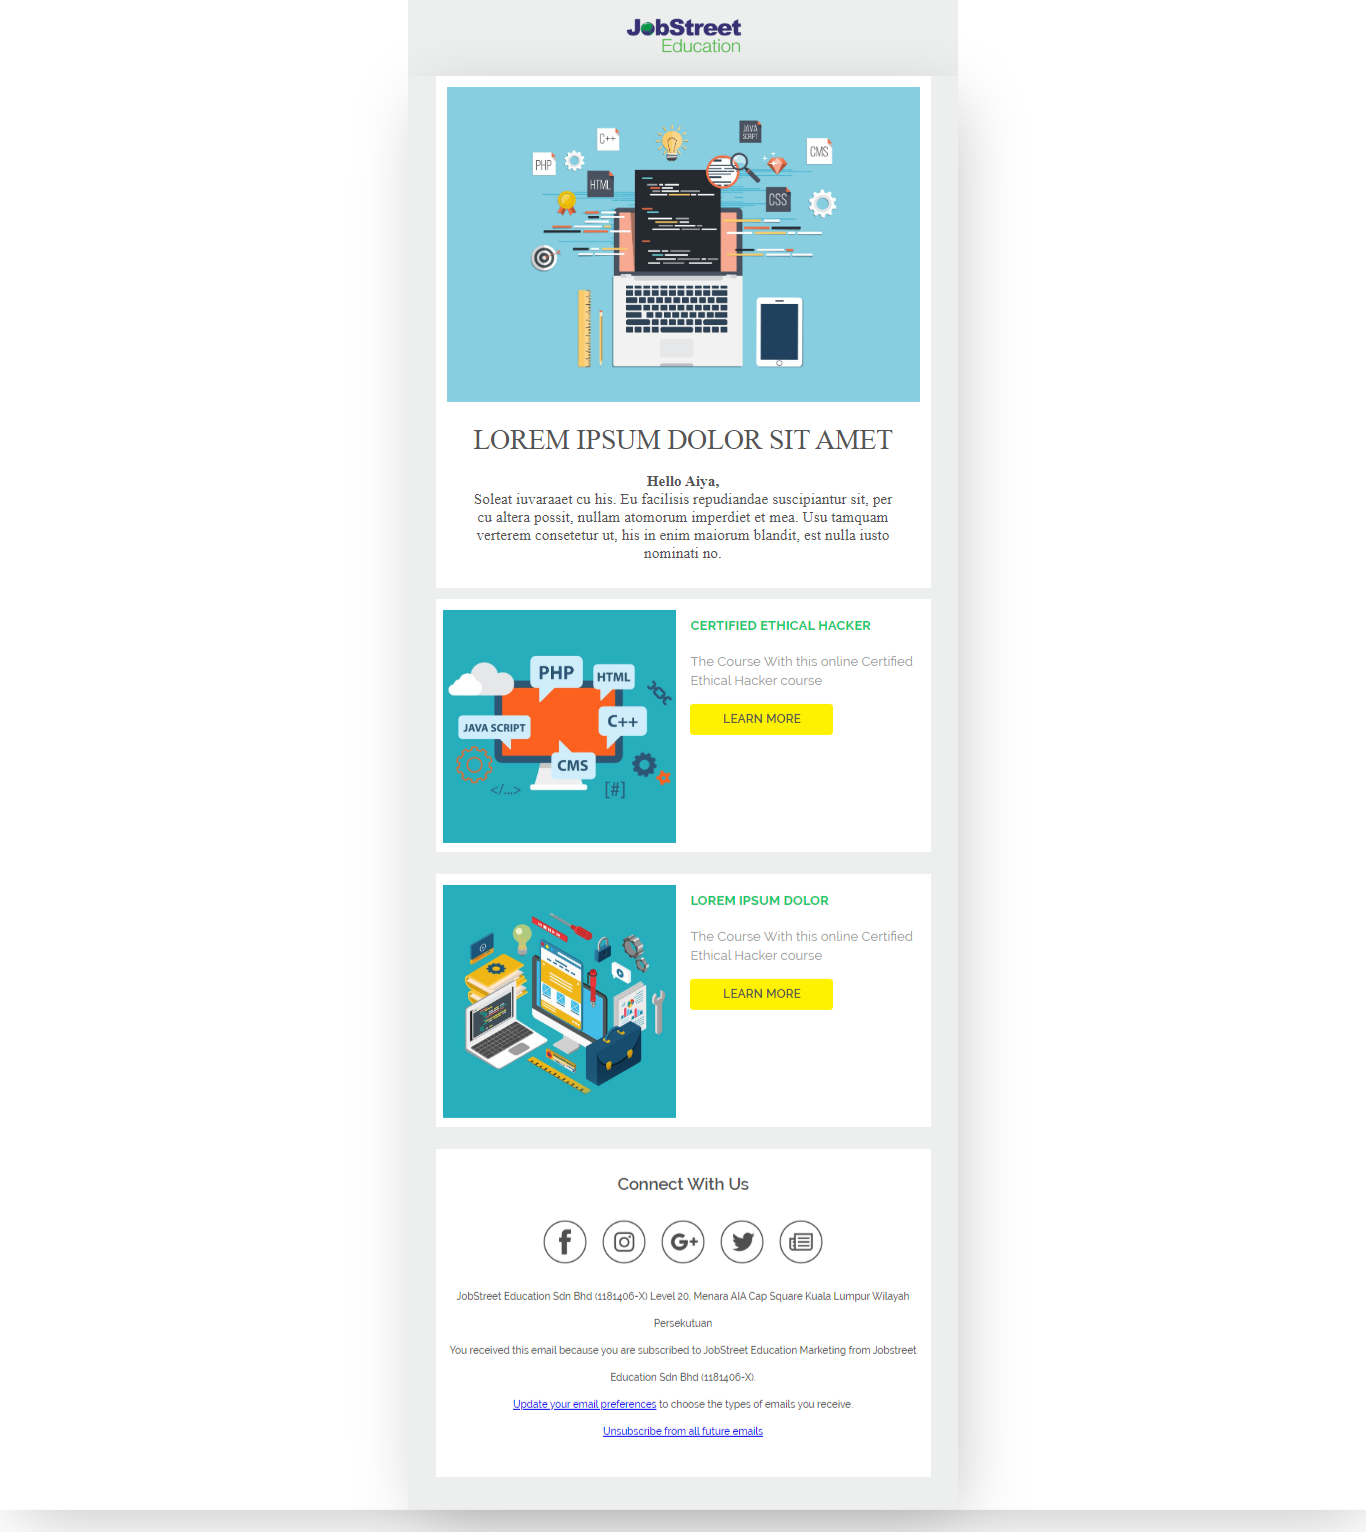 JobStreet
Education
C++
JAVA
SCRIPT
CMS
PHP
HTML
CSS
LOREM IPSUM DOLOR SIT AMET
Hello Aiya,
Soleat iuvaraaet cu his. Eu facilisis repudiandae suscipiantur sit, per
cu altera possit, nullam atomorum imperdiet et mea. Usu tamquam
verterem consetetur ut, his in enim maiorum blandit, est nulla iusto
nominati no.
PHP
HTML
JAVA SCRIPT
C++
CMS
</...>
[#]
CERTIFIED ETHICAL HACKER
The Course With this online Certified
Ethical Hacker course
LEARN MORE
LOREM IPSUM DOLOR
The Course With this online Certified
Ethical Hacker course
LEARN MORE
Connect With Us
f
G+
JobStreet Education Sdn Bhd (1181406-X) Level 20, Menara AIA Cap Square Kuala Lumpur Wilayah
Persekutuan
You received this email because you are subscribed to JobStreet Education Marketing from Jobstreet
Education Sdn Bhd (1181406-X).
Update your email preferences to choose the types of emails you receive.
Unsubscribe from all future emails